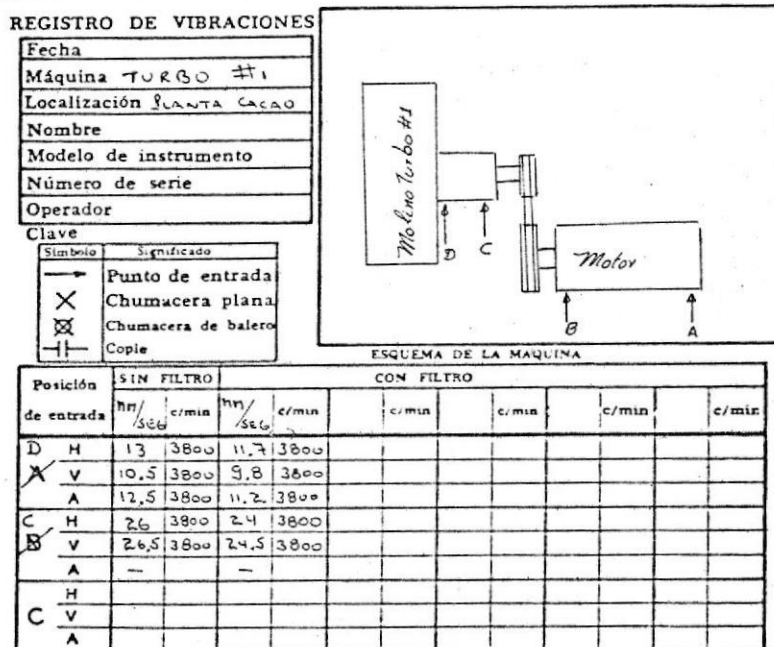 REGISTRO DE VIBRACIONES
Fecha
Máquina TURBO #1
Localización PLANTA CACAO
Nombre
Modelo de instrumento
Número de serie
Operador
Clave
Símbolo Significado
Punto de entrada
Chumacera plana
Chumacera de balero
Cople
Molino Turbo #1
D C
Motor
B A
ESQUEMA DE LA MAQUINA
Posición de entrada SIN FILTRO CON FILTRO
mm/SEG c/min mm/SEG c/min c/min c/min c/min c/min
D A H 13 3800 11.7 3800
V 10.5 3800 9.8 3800
A 12.5 3800 11.2 3800
C B H 26 3800 24 3800
V 26.5 3800 24.5 3800
A — —
C H
V
A